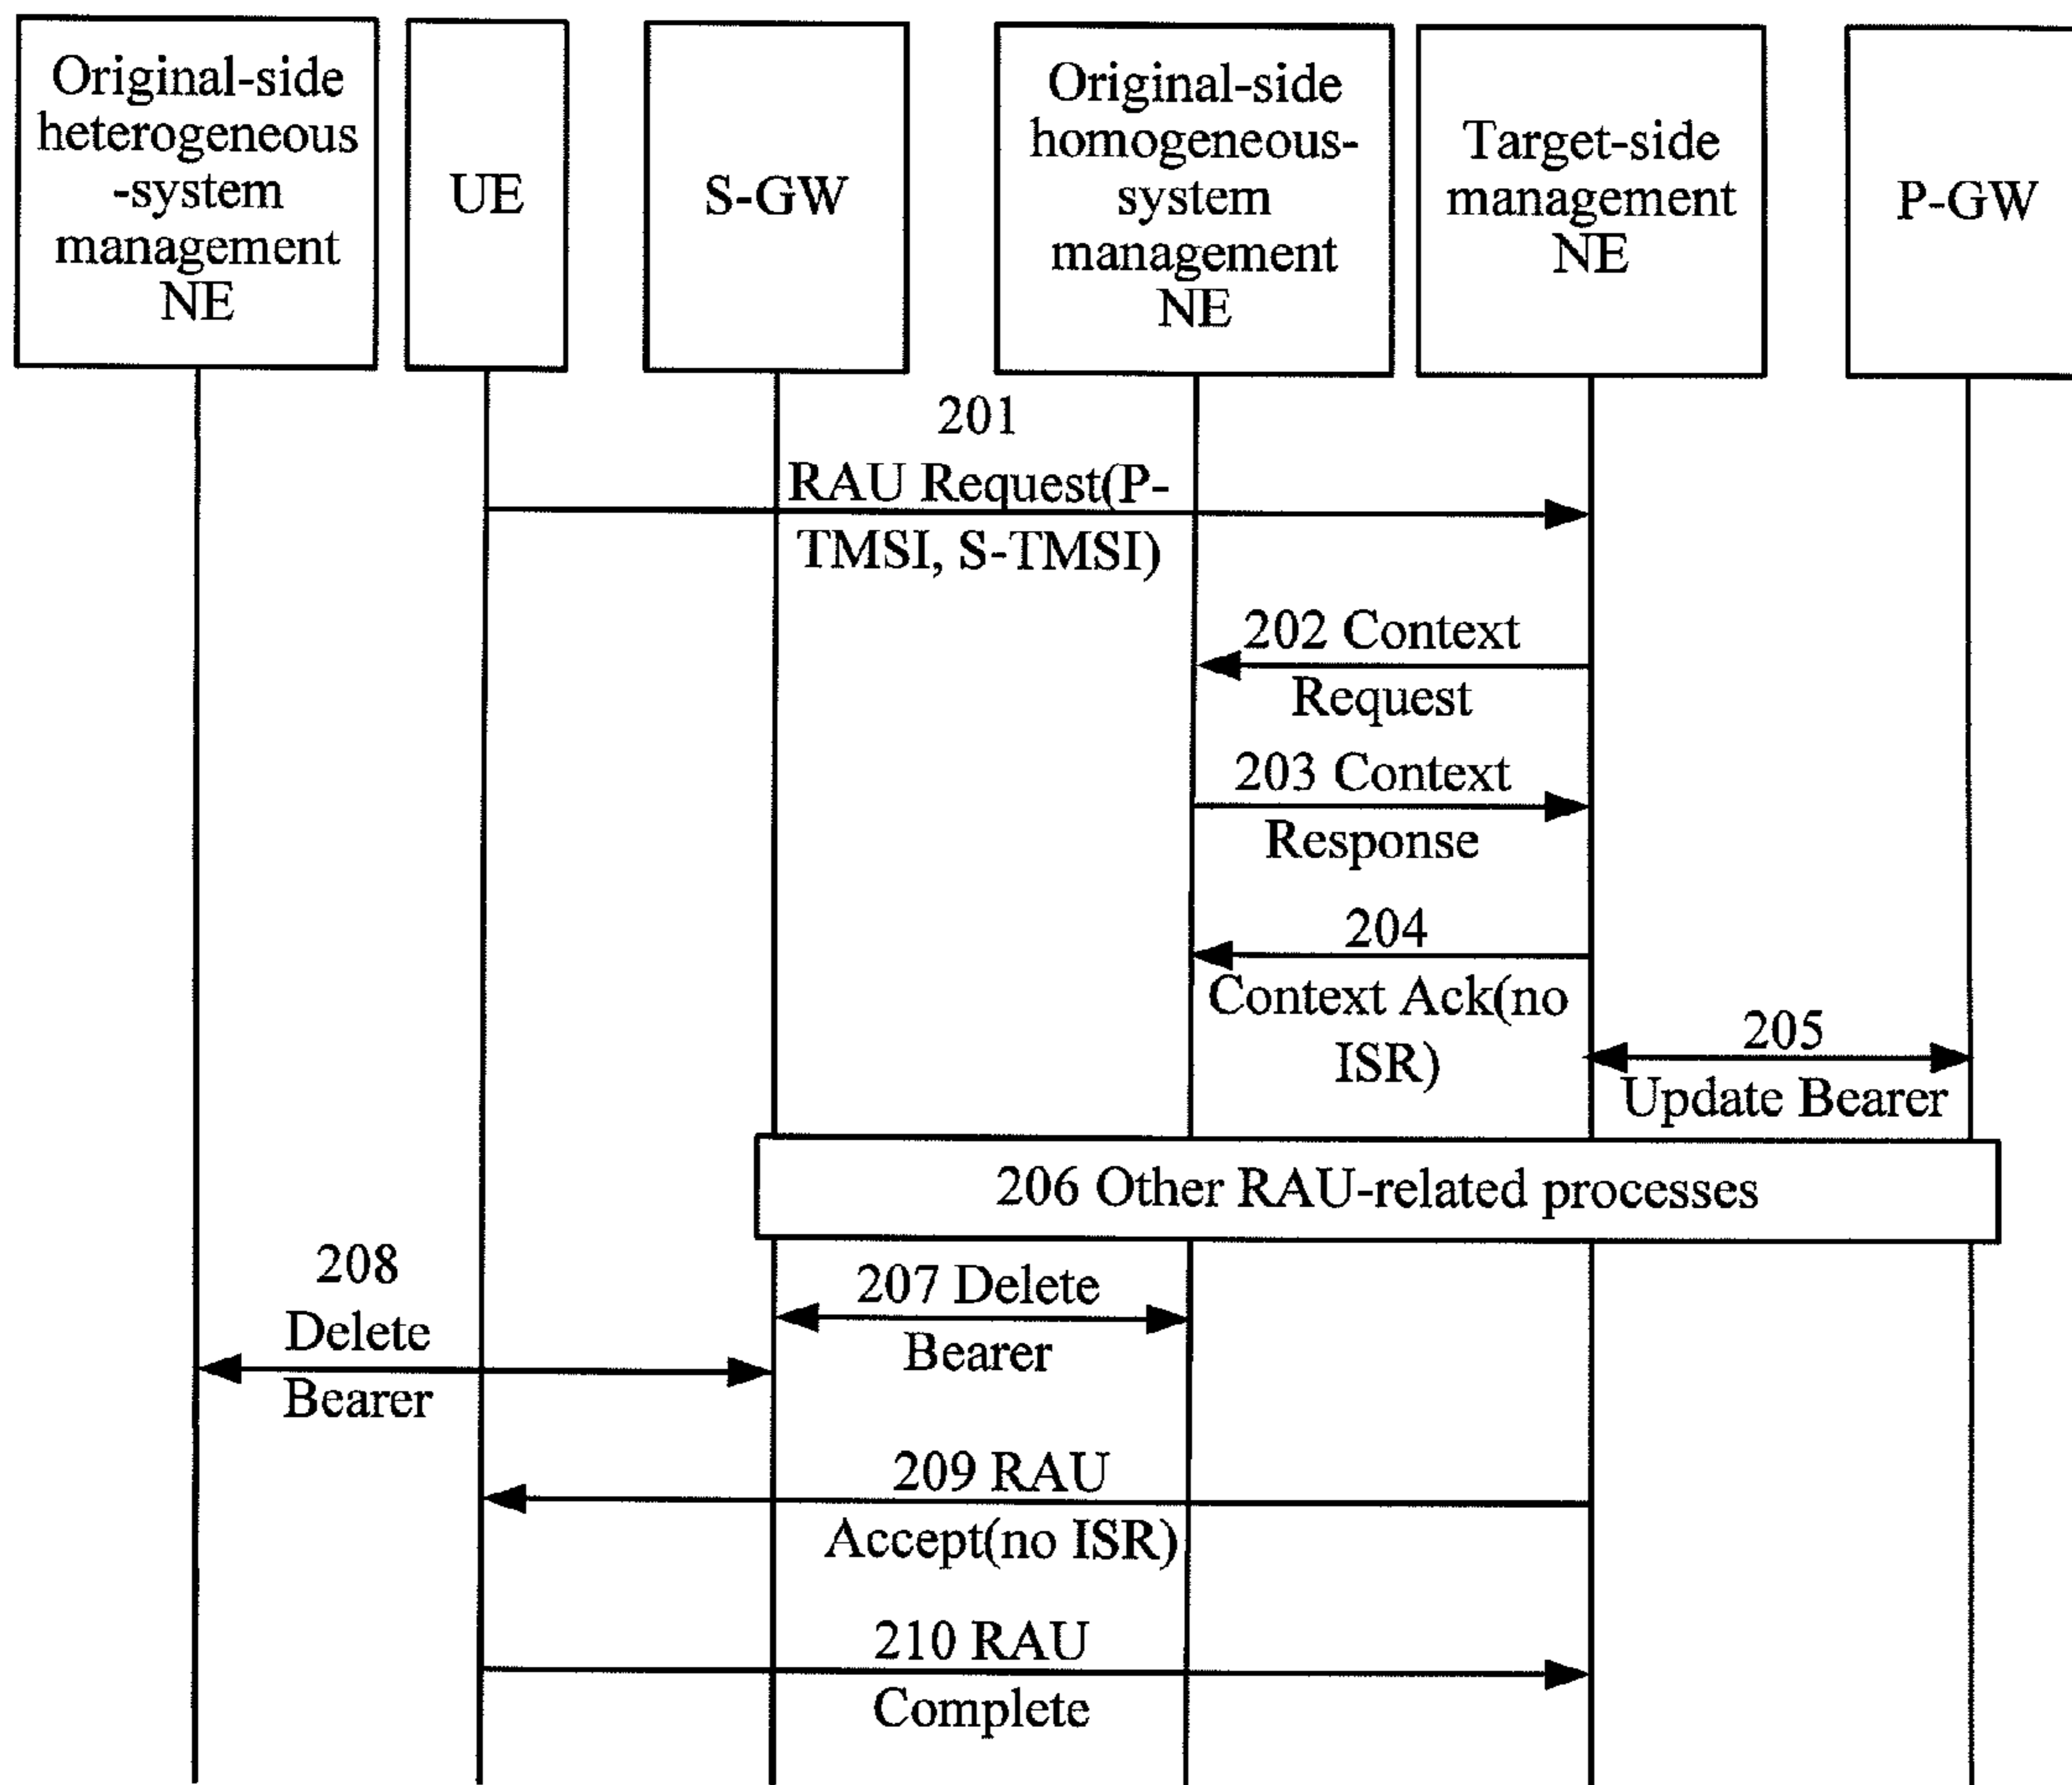 Original-side
heterogeneous
-system
management
NE
UE
S-GW
Original-side
homogeneous-
system
management
NE
Target-side
management
NE
P-GW
201
RAU Request(P-
TMSI, S-TMSI)
202 Context
Request
203 Context
Response
204
Context Ack(no
ISR)
205
Update Bearer
206 Other RAU-related processes
207 Delete
Bearer
208
Delete
Bearer
209 RAU
Accept(no ISR)
210 RAU
Complete